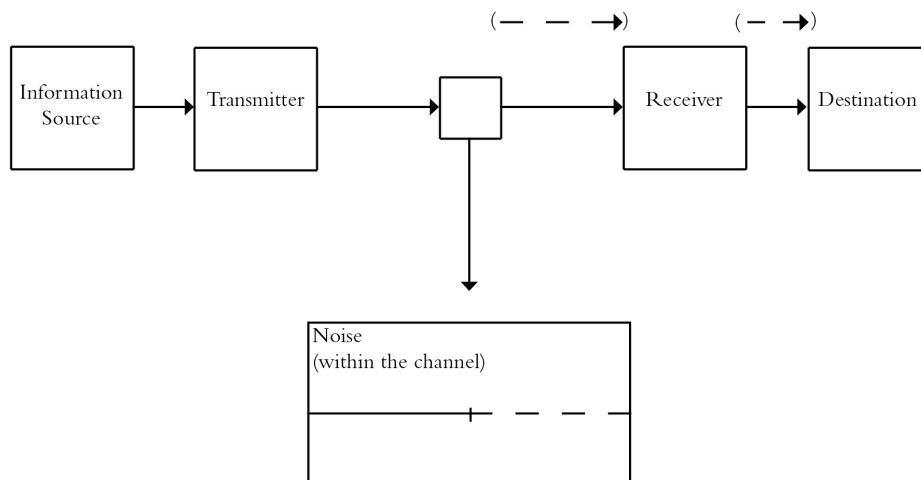 Information
Source
Transmitter
Receiver
Destination
Noise
(within the channel)